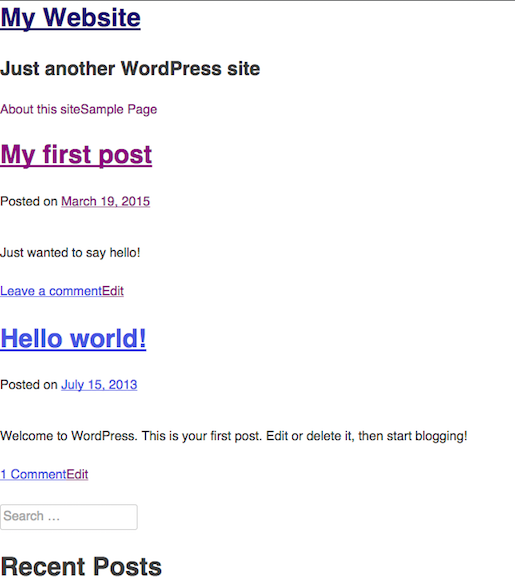 My Website
Just another WordPress site
About this siteSample Page
My first post
Posted on March 19, 2015
Just wanted to say hello!
Leave a commentEdit
Hello world!
Posted on July 15, 2013
Welcome to WordPress. This is your first post. Edit or delete it, then start blogging!
1 CommentEdit
Search …
Recent Posts